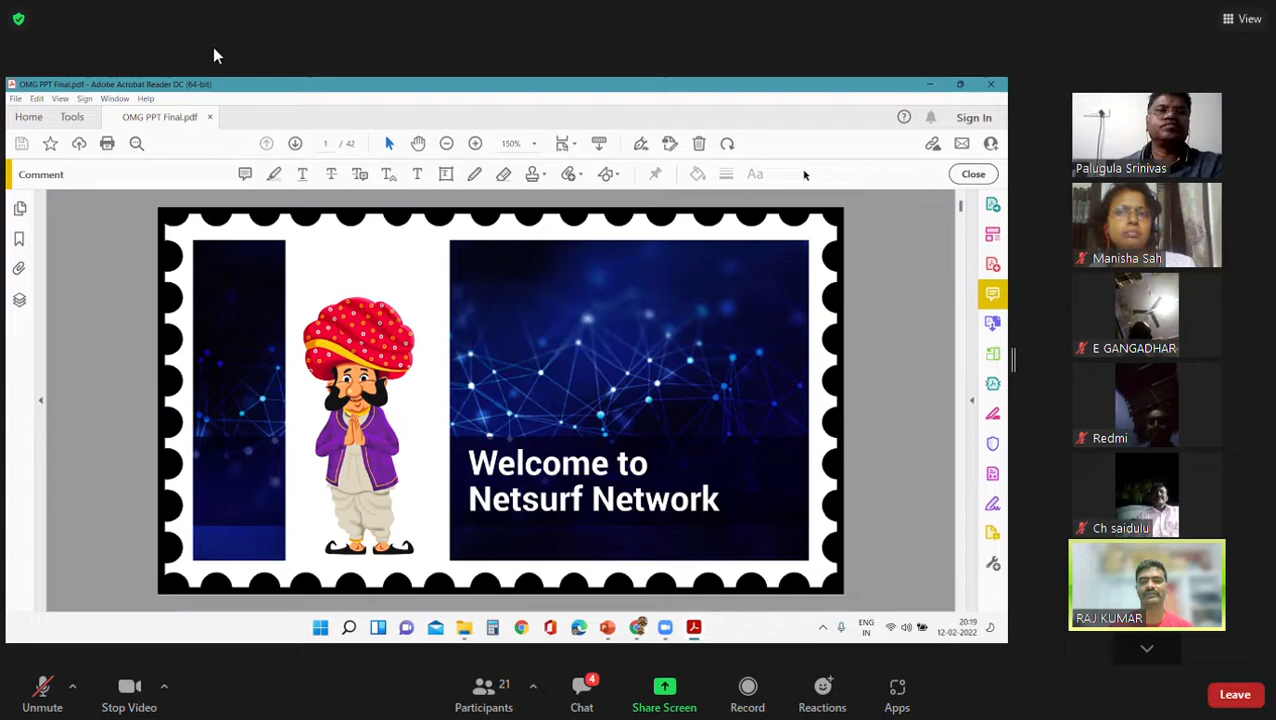 View
OMG PPT Final.pdf - Adobe Acrobat Reader DC (64-bit)
File Edit View Sign Window Help
Home Tools OMG PPT Final.pdf × Sign In
1 / 42 150%
Comment Aa Close
Welcome to
Netsurf Network
ENG
IN
20:19
12-02-2022
Palugula Srinivas
Manisha Sah
E GANGADHAR
Redmi
Ch saidulu
RAJ KUMAR
Unmute
Stop Video
21
Participants
4
Chat
Share Screen
Record
Reactions
Apps
Leave